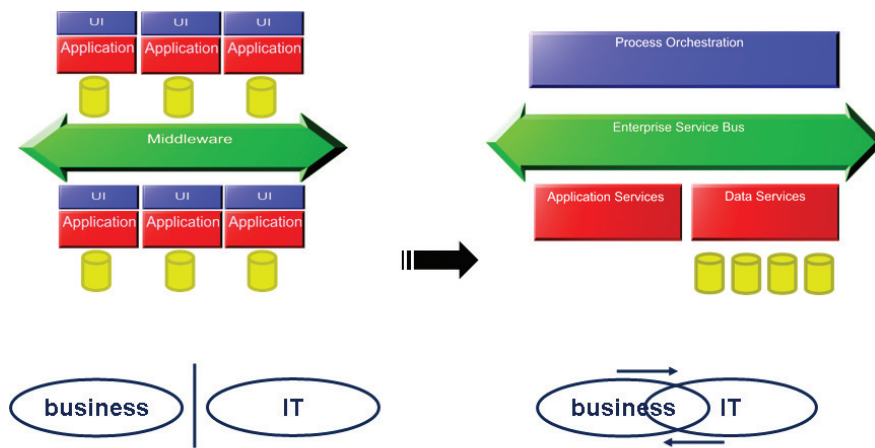 UI UI UI
Application Application Application
Middleware
UI UI UI
Application Application Application
Process Orchestration
Enterprise Service Bus
Application Services Data Services
business IT
business IT